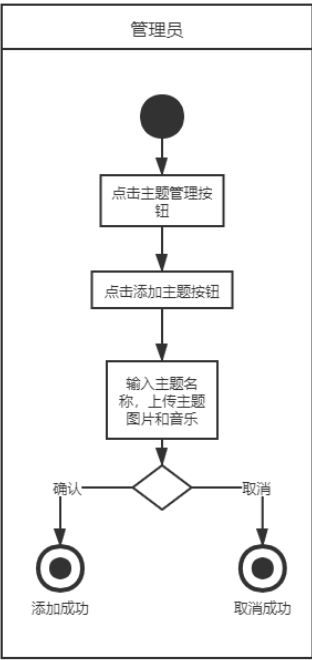 管理员
点击主题管理按
钮
点击添加主题按钮
输入主题名
称，上传主题
图片和音乐
确认
取消
添加成功
取消成功